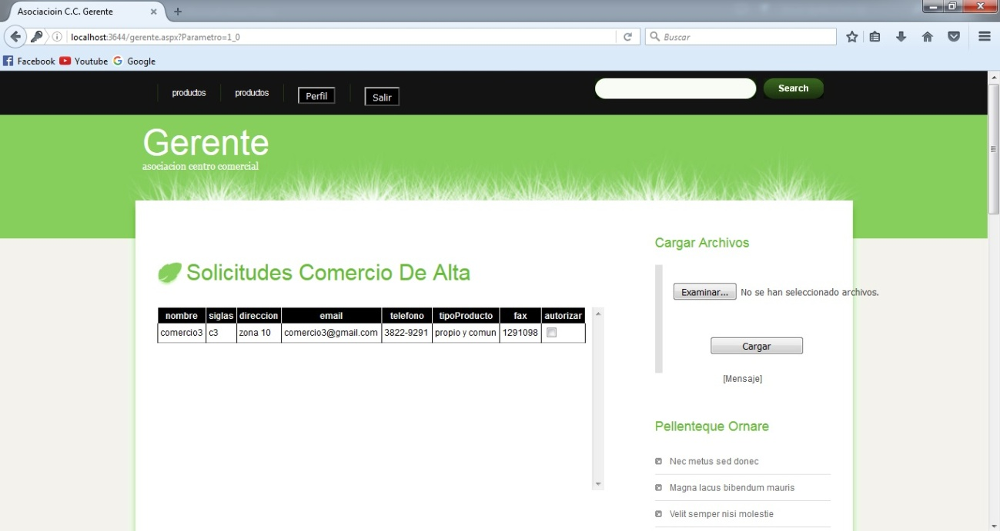 Asociacioin C.C. Gerente
localhost:3644/gerente.aspx?Parametro=1_0
Buscar
Facebook Youtube Google
productos productos Perfil Salir Search
Gerente
asociacion centro comercial
Cargar Archivos
Solicitudes Comercio De Alta
Examinar... No se han seleccionado archivos.
nombre siglas direccion email telefono tipoProducto fax autorizar
comercio3 c3 zona 10 comercio3@gmail.com 3822-9291 propio y comun 1291098
Cargar
[Mensaje]
Pellenteque Ornare
Nec metus sed donec
Magna lacus bibendum mauris
Velit semper nisi molestie